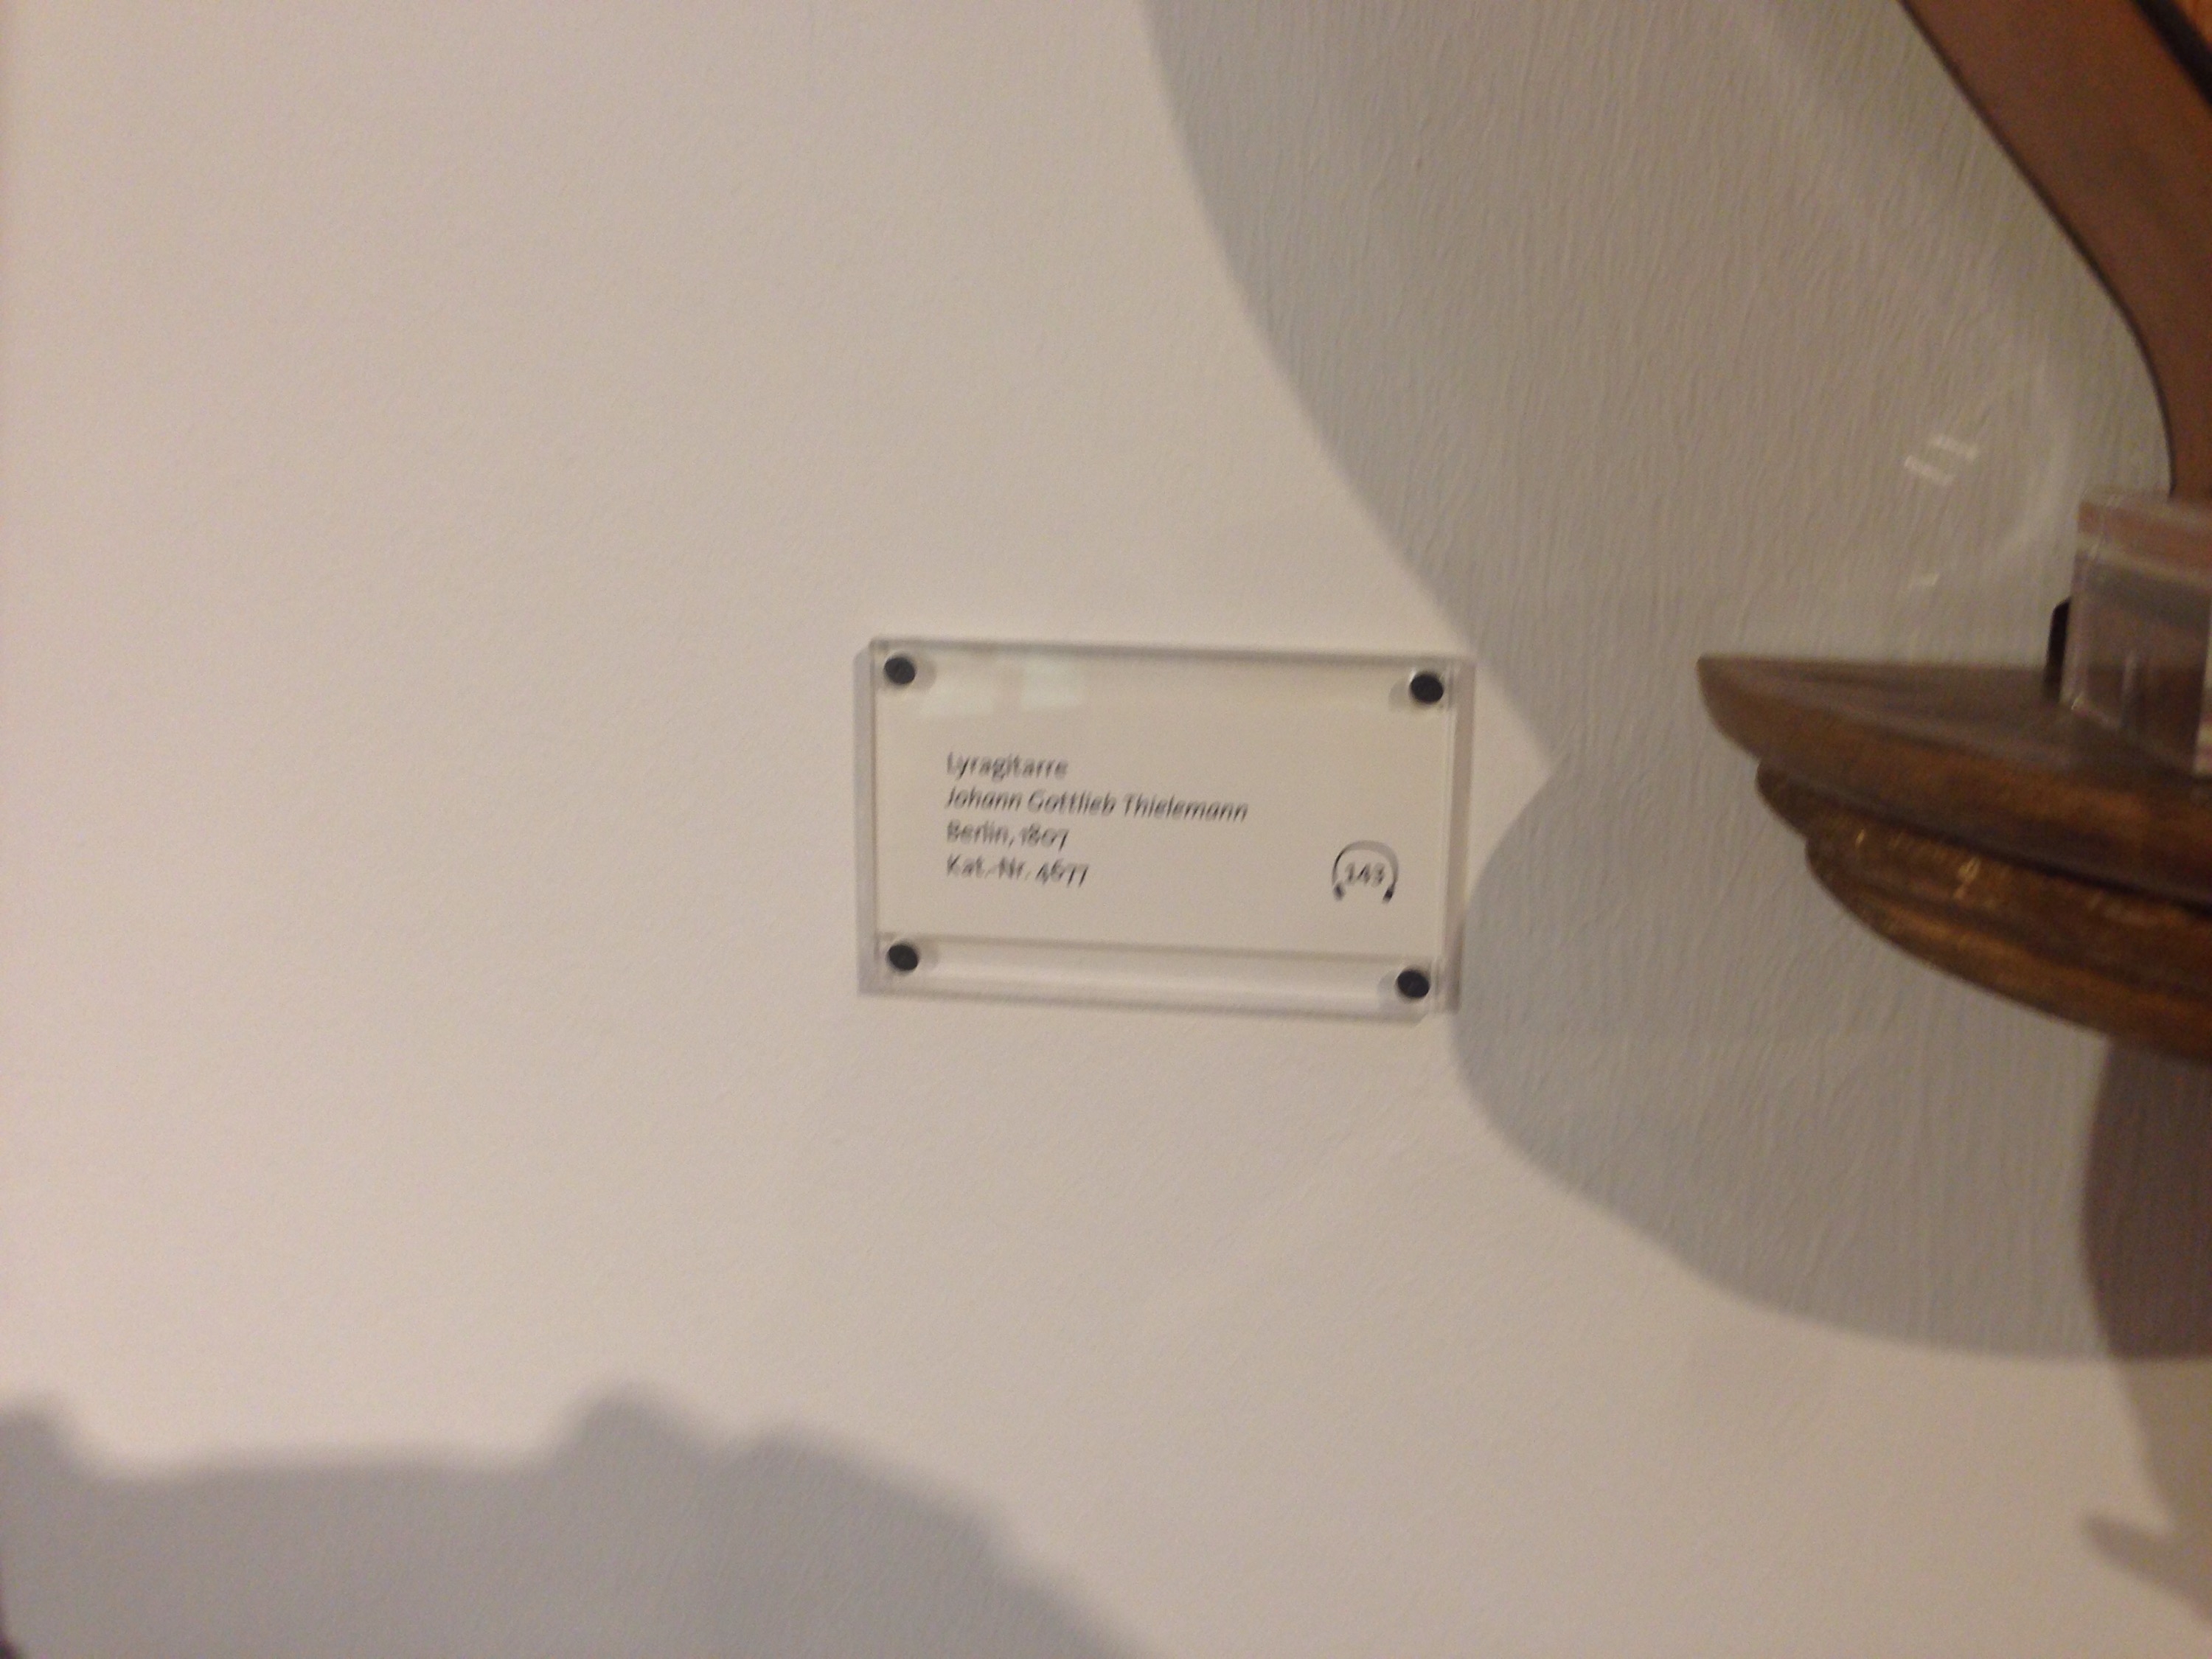 Lyragitarre
Johann Gottlieb Thielemann
Berlin, 1807
Kat.-Nr. 4677
143